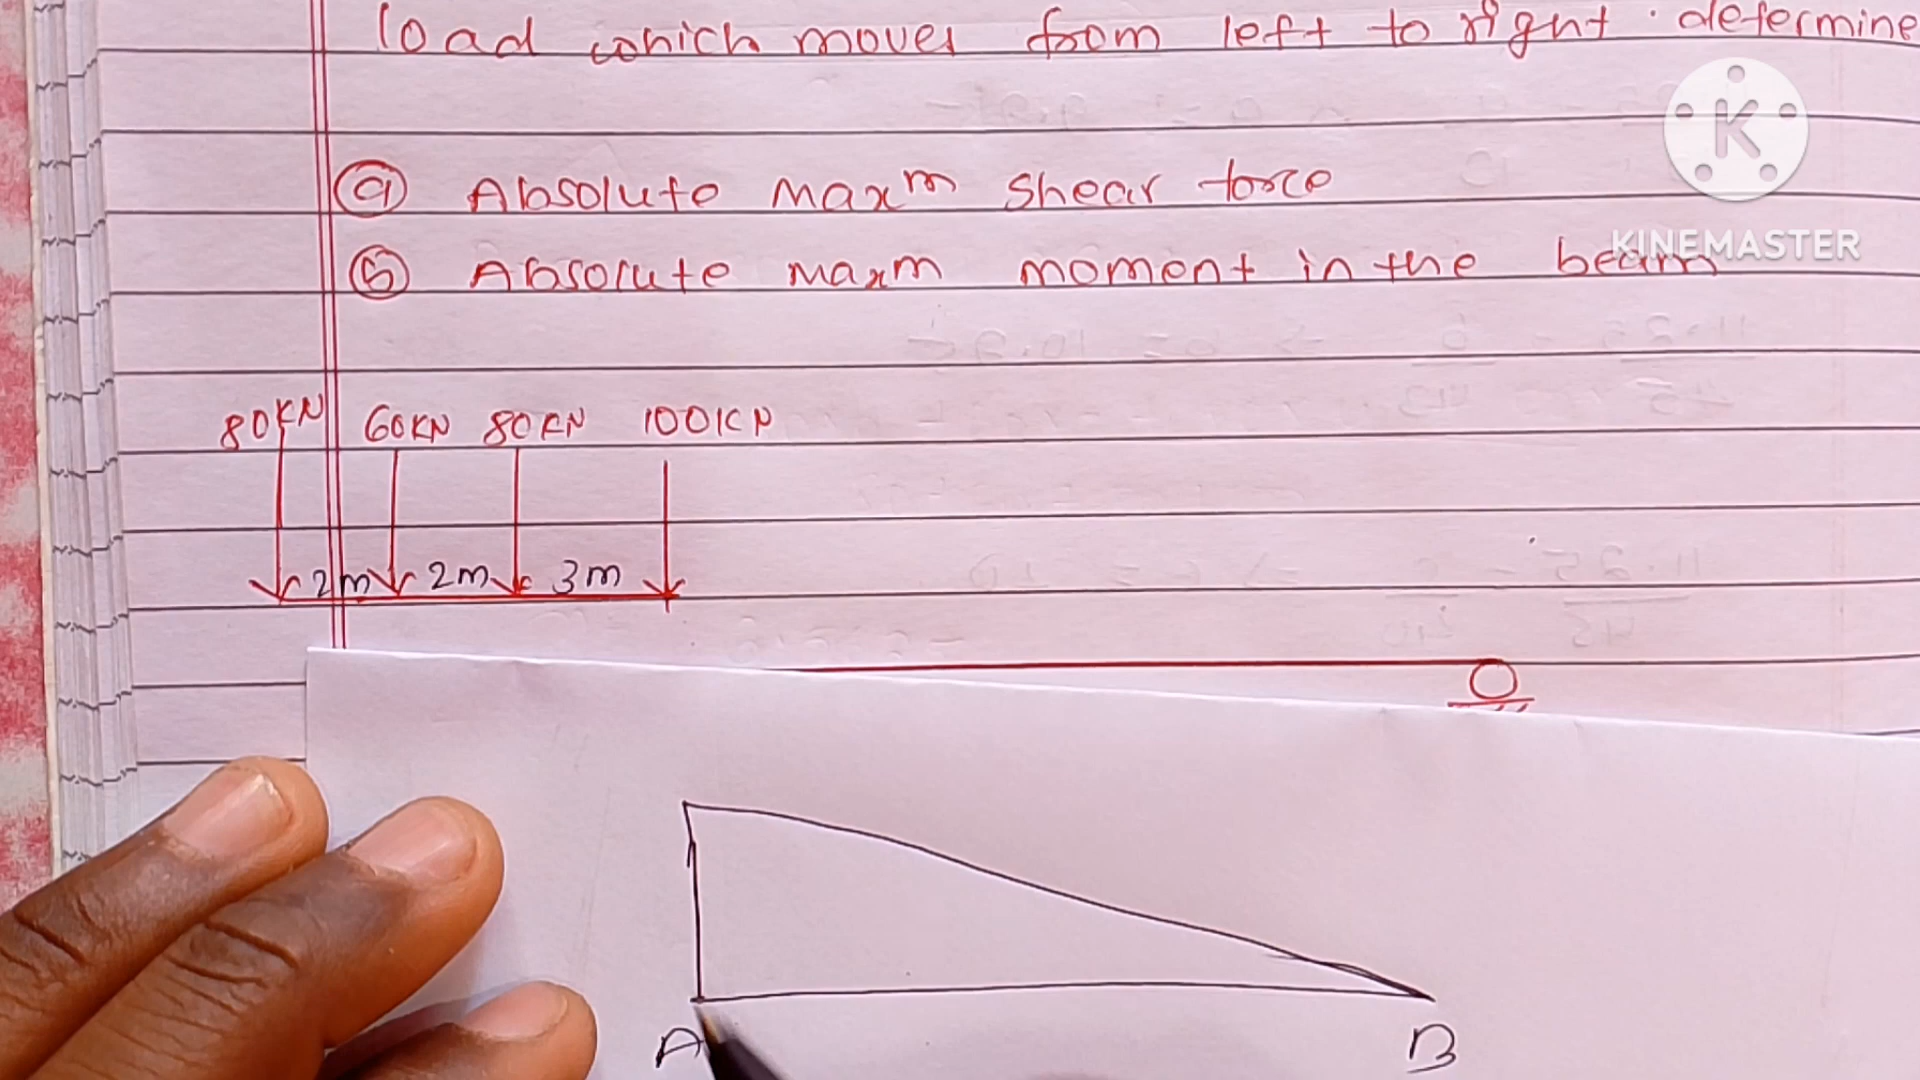 load which moves from left to right. determine
ⓐ Absolute maxm shear force
ⓑ Absolute maxm moment in the beam
KINEMASTER
80KN 60KN 80KN 100KN
2m 2m 3m
A B